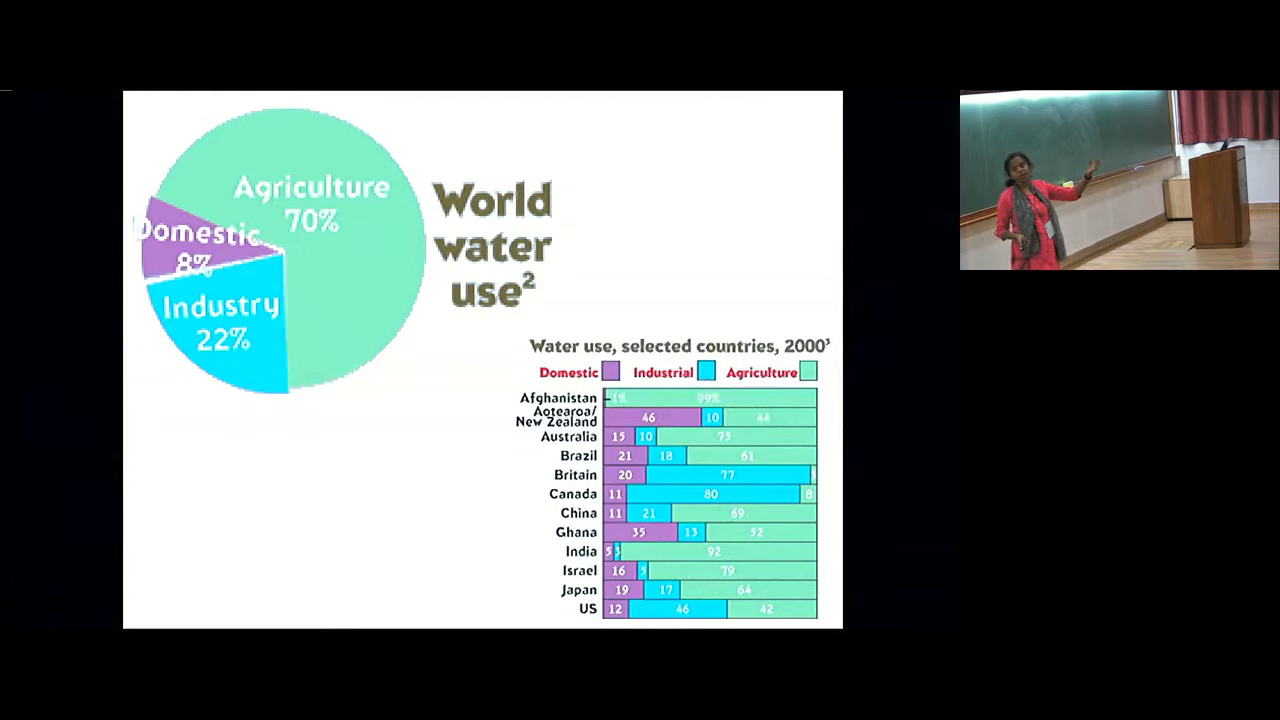 Agriculture
70%
Domestic
8%
Industry
22%
World
water
use²
Water use, selected countries, 2000³
Domestic Industrial Agriculture
Afghanistan 1% 99%
Aotearoa/
New Zealand 46 10 44
Australia 15 10 75
Brazil 21 18 61
Britain 20 77
Canada 11 80 8
China 11 21 69
Ghana 35 13 52
India 5 3 92
Israel 16 5 79
Japan 19 17 64
US 12 46 42